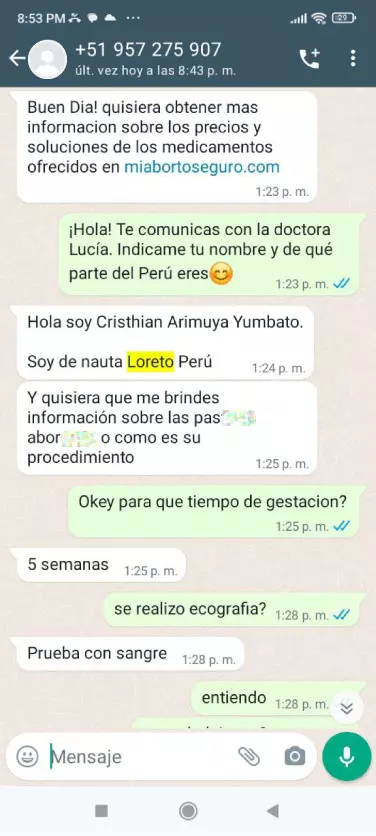 8:53 PM
29
+51 957 275 907
últ. vez hoy a las 8:43 p. m.
Buen Dia! quisiera obtener mas
informacion sobre los precios y
soluciones de los medicamentos
ofrecidos en miabortoseguro.com
1:23 p. m.
¡Hola! Te comunicas con la doctora
Lucía. Indicame tu nombre y de qué
parte del Perú eres😊
1:23 p. m.
Hola soy Cristhian Arimuya Yumbato.
Soy de nauta Loreto Perú
1:24 p. m.
Y quisiera que me brindes
información sobre las pas
abor o como es su
procedimiento
1:25 p. m.
Okey para que tiempo de gestacion?
1:25 p. m.
5 semanas
1:25 p. m.
se realizo ecografia?
1:28 p. m.
Prueba con sangre
1:28 p. m.
entiendo
1:28 p. m.
Mensaje